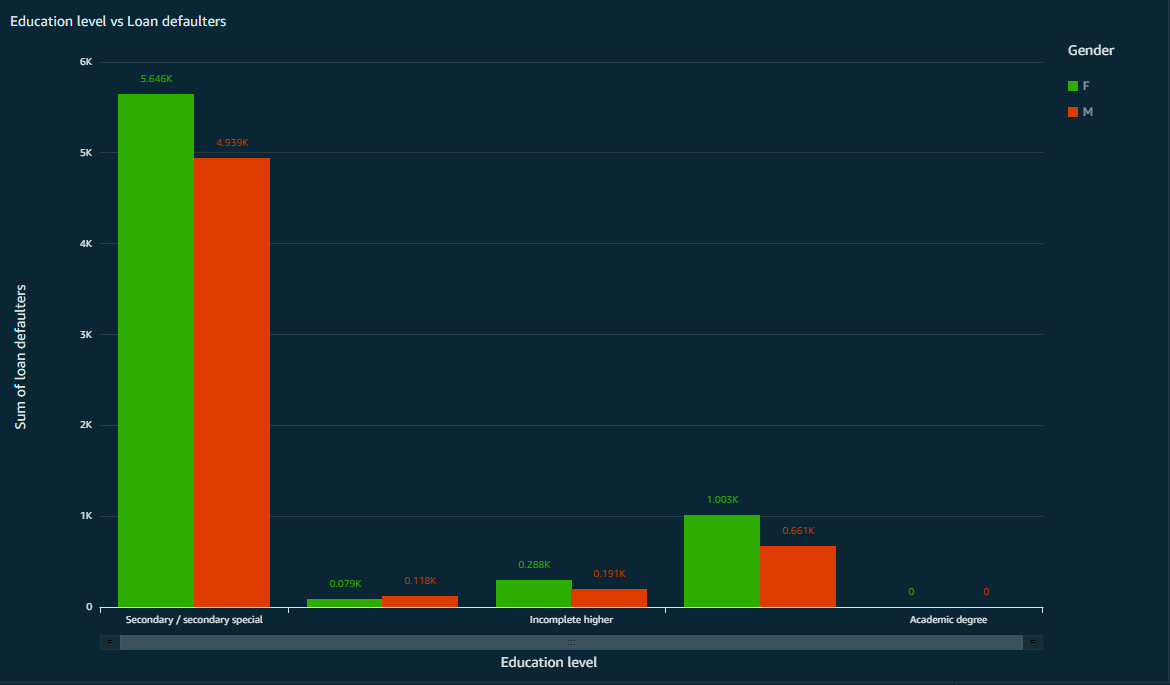 Education level vs Loan defaulters
Gender
F
M
Sum of loan defaulters
6K
5K
4K
3K
2K
1K
0
5.646K
4.939K
0.079K
0.118K
0.288K
0.191K
1.003K
0.661K
0
0
Secondary / secondary special
Incomplete higher
Academic degree
Education level